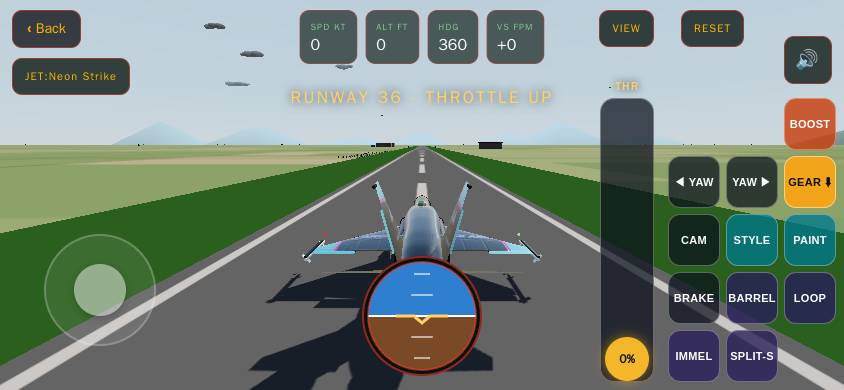 ‹ Back
SPD KT
0
ALT FT
0
HDG
360
VS FPM
+0
VIEW
RESET
JET:Neon Strike
RUNWAY 36 · THROTTLE UP
THR
BOOST
◀ YAW
YAW ▶
GEAR ⬇
CAM
STYLE
PAINT
BRAKE
BARREL
LOOP
0%
IMMEL
SPLIT-S